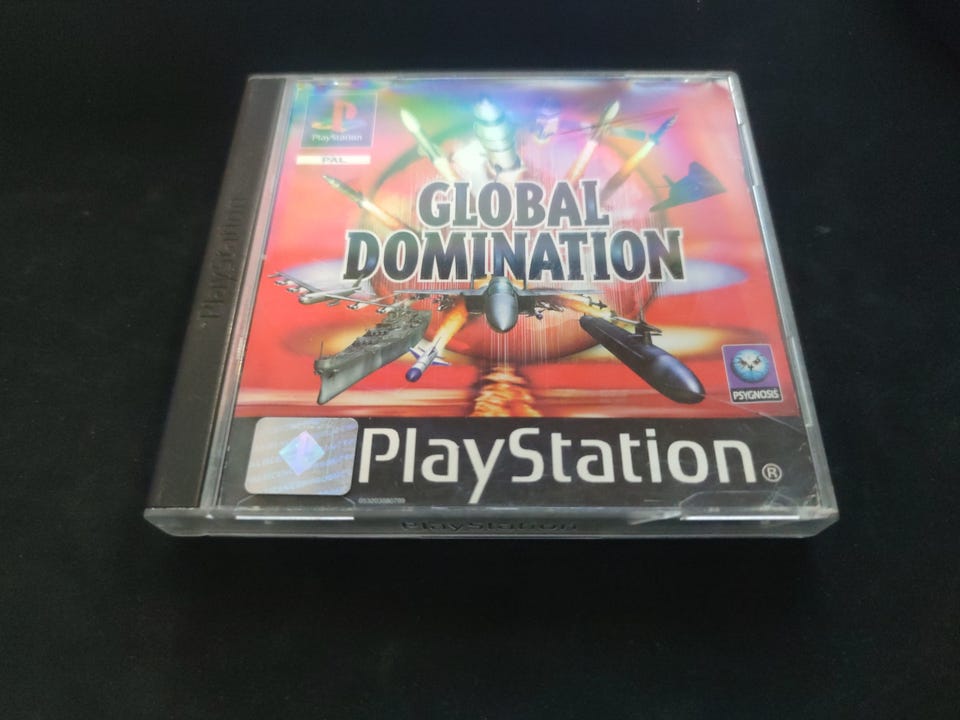 PlayStation
PAL
GLOBAL
DOMINATION
PlayStation
PSYGNOSIS
PlayStation®
PlayStation